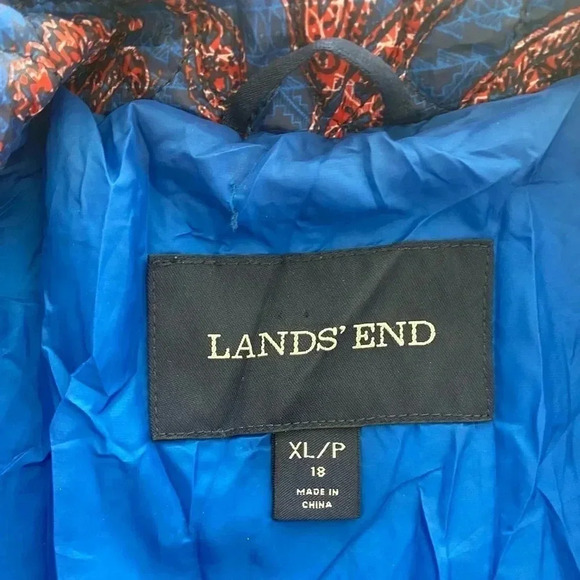 LANDS' END
XL/P
18
MADE IN
CHINA